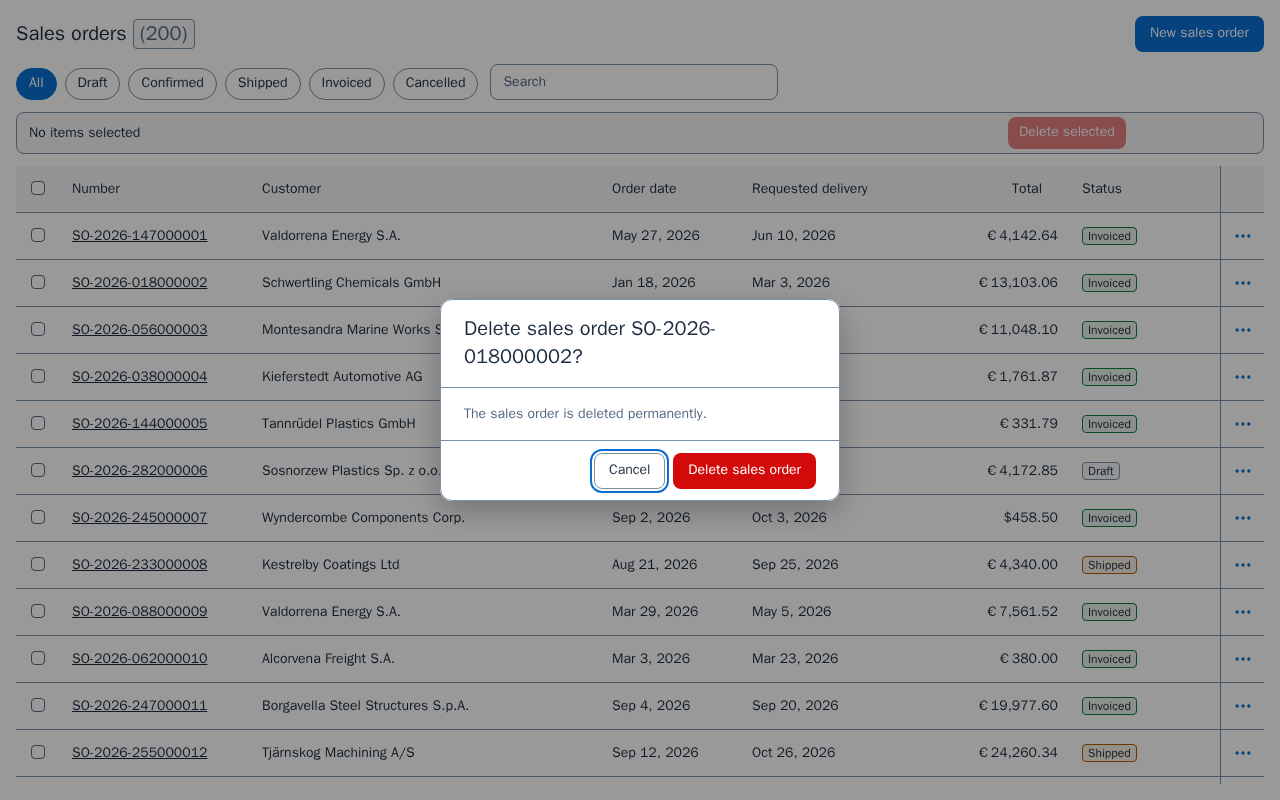 Sales orders (200)
New sales order
All Draft Confirmed Shipped Invoiced Cancelled Search
No items selected
Delete selected
Number Customer Order date Requested delivery Total Status
SO-2026-147000001 Valdorrena Energy S.A. May 27, 2026 Jun 10, 2026 € 4,142.64 Invoiced
SO-2026-018000002 Schwertling Chemicals GmbH Jan 18, 2026 Mar 3, 2026 € 13,103.06 Invoiced
SO-2026-056000003 Montesandra Marine Works € 11,048.10 Invoiced
SO-2026-038000004 Kieferstedt Automotive AG € 1,761.87 Invoiced
SO-2026-144000005 Tannrüdel Plastics GmbH € 331.79 Invoiced
SO-2026-282000006 Sosnorzew Plastics Sp. z o.o. € 4,172.85 Draft
SO-2026-245000007 Wyndercombe Components Corp. Sep 2, 2026 Oct 3, 2026 $458.50 Invoiced
SO-2026-233000008 Kestrelby Coatings Ltd Aug 21, 2026 Sep 25, 2026 € 4,340.00 Shipped
SO-2026-088000009 Valdorrena Energy S.A. Mar 29, 2026 May 5, 2026 € 7,561.52 Invoiced
SO-2026-062000010 Alcorvena Freight S.A. Mar 3, 2026 Mar 23, 2026 € 380.00 Invoiced
SO-2026-247000011 Borgavella Steel Structures S.p.A. Sep 4, 2026 Sep 20, 2026 € 19,977.60 Invoiced
SO-2026-255000012 Tjärnskog Machining A/S Sep 12, 2026 Oct 26, 2026 € 24,260.34 Shipped
Delete sales order SO-2026-
018000002?
The sales order is deleted permanently.
Cancel Delete sales order